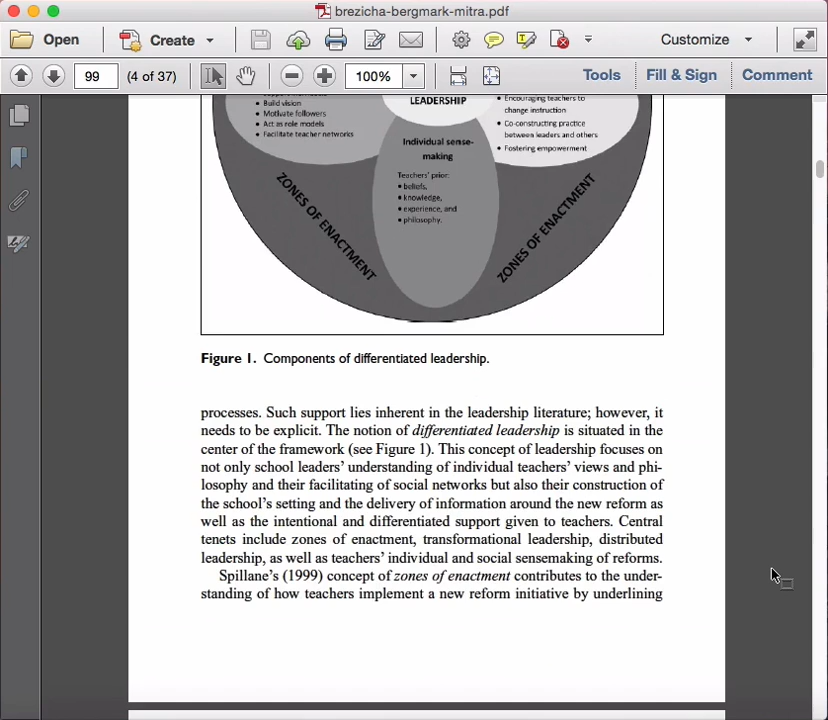 brezicha-bergmark-mitra.pdf
Open
Create
Customize
99
(4 of 37)
100%
Tools
Fill & Sign
Comment
LEADERSHIP
• Build vision
• Motivate followers
• Act as role models
• Facilitate teacher networks
Encouraging teachers to
change instruction
• Co-constructing practice
between leaders and others
• Fostering empowerment
Individual sense-
making
Teachers' prior:
• beliefs,
• knowledge,
• experience, and
• philosophy.
ZONES OF ENACTMENT
ZONES OF ENACTMENT
Figure 1. Components of differentiated leadership.
processes. Such support lies inherent in the leadership literature; however, it
needs to be explicit. The notion of differentiated leadership is situated in the
center of the framework (see Figure 1). This concept of leadership focuses on
not only school leaders' understanding of individual teachers' views and phi-
losophy and their facilitating of social networks but also their construction of
the school's setting and the delivery of information around the new reform as
well as the intentional and differentiated support given to teachers. Central
tenets include zones of enactment, transformational leadership, distributed
leadership, as well as teachers' individual and social sensemaking of reforms.
Spillane's (1999) concept of zones of enactment contributes to the under-
standing of how teachers implement a new reform initiative by underlining